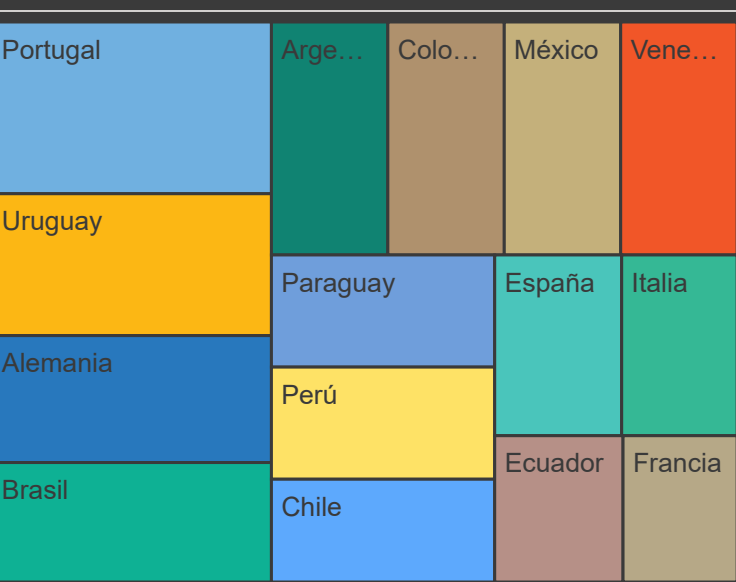 Portugal
Arge…
Colo…
México
Vene…
Uruguay
Paraguay
España
Italia
Alemania
Perú
Ecuador
Francia
Brasil
Chile